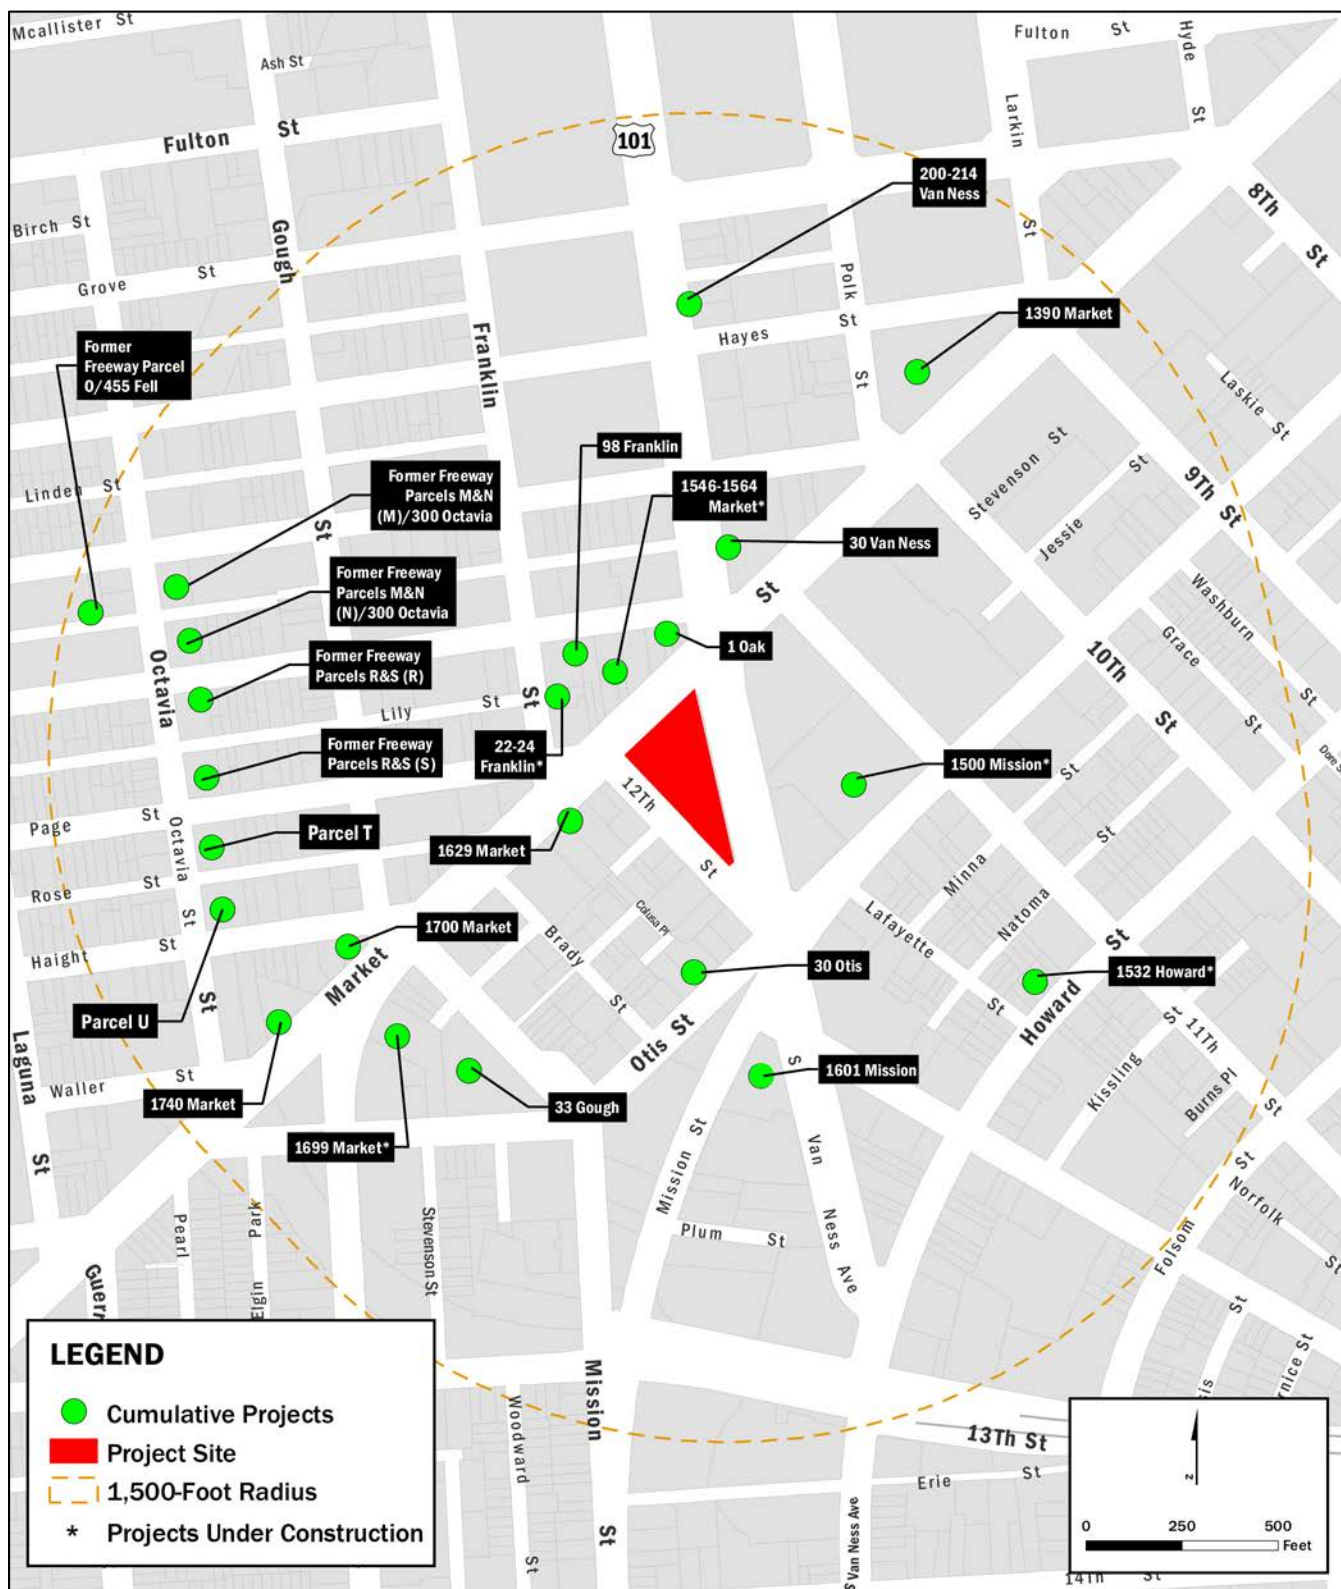 Mcallister St
Ash St
Fulton St
Hyde St
Larkin St
Fulton St
101
200-214
Van Ness
8Th St
Birch St
Gough St
Grove St
Polk St
Hayes St
1390 Market
Franklin St
Former
Freeway Parcel
O/455 Fell
Laskie St
98 Franklin
Stevenson St
Jessie St
9Th St
Linden St
Former Freeway
Parcels M&N
(M)/300 Octavia
1546-1564
Market*
30 Van Ness
Former Freeway
Parcels M&N
(N)/300 Octavia
Washburn St
Grace St
10Th St
St
1 Oak
Octavia St
Former Freeway
Parcels R&S (R)
Lily St
22-24
Franklin*
Former Freeway
Parcels R&S (S)
1500 Mission*
12Th St
Page St
Octavia St
Parcel T
1629 Market
Minna St
Natoma St
Rose St
Lafayette St
Colusa Pl
Brady St
Haight St
1700 Market
Market
30 Otis
1532 Howard*
Howard St
11Th St
Parcel U
Otis St
Laguna St
Waller St
1740 Market
33 Gough
1601 Mission
Kissling St
Burns Pl
S Van Ness Ave
1699 Market*
Mission St
Plum St
Norfolk St
Folsom St
Pearl
Elgin Park
Stevenson St
Guerr
LEGEND
Cumulative Projects
Project Site
1,500-Foot Radius
* Projects Under Construction
Woodward St
Mission St
13Th St
Erie St
S Van Ness Ave
14Th St
z
0 250 500
Feet